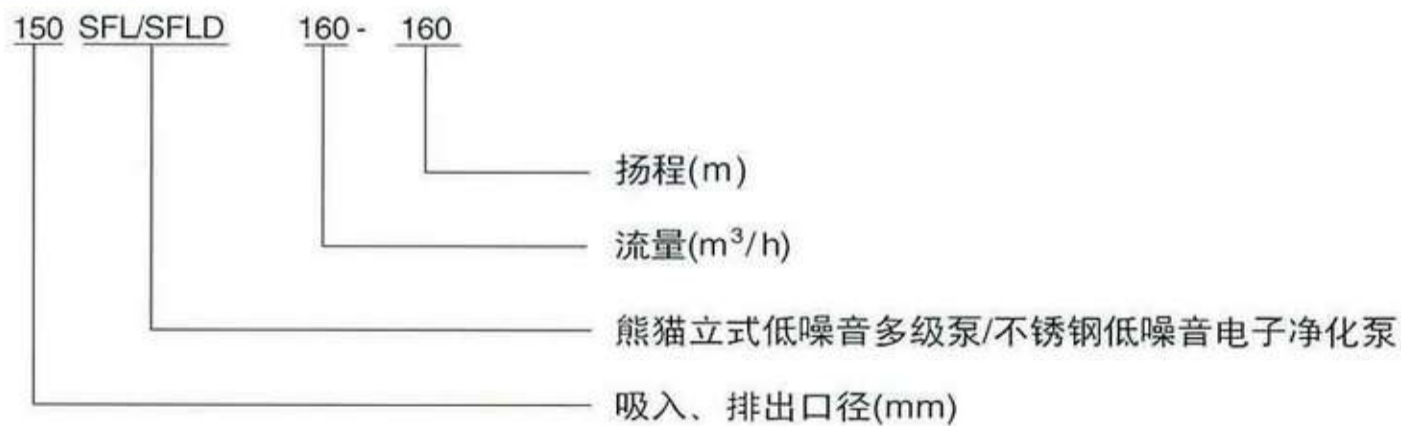 150 SFL/SFLD 160 - 160
扬程(m)
流量(m³/h)
熊猫立式低噪音多级泵/不锈钢低噪音电子净化泵
吸入、排出口径(mm)